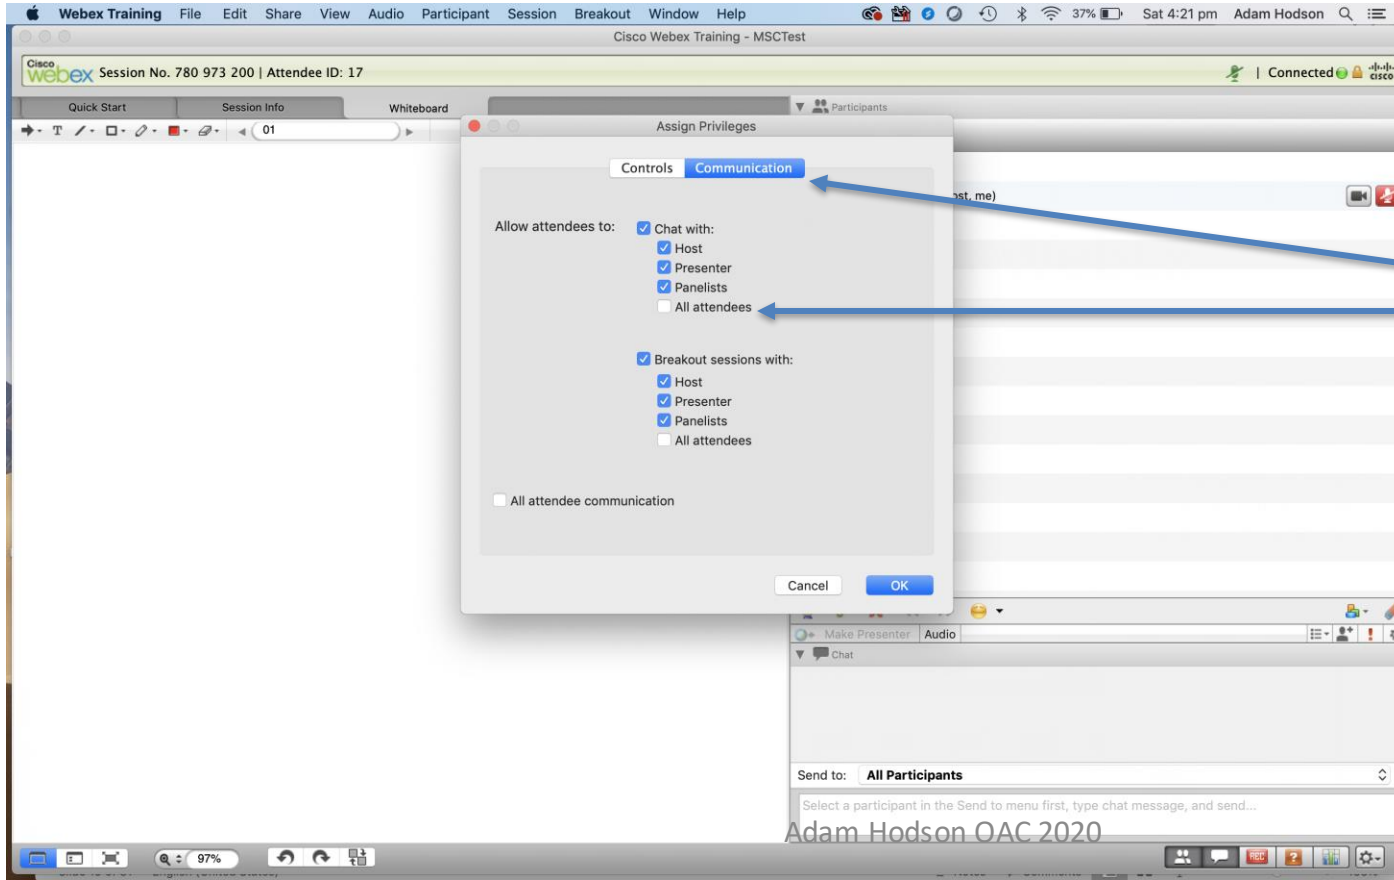 Webex Training File Edit Share View Audio Participant Session Breakout Window Help 37% Sat 4:21 pm Adam Hodson
Cisco Webex Training - MSCTest
Cisco webex Session No. 780 973 200 | Attendee ID: 17 | Connected cisco
Quick Start Session Info Whiteboard Participants
T 01
Assign Privileges
Controls Communication
ost, me)
Allow attendees to: Chat with:
Host
Presenter
Panelists
All attendees
Breakout sessions with:
Host
Presenter
Panelists
All attendees
All attendee communication
Cancel OK
Make Presenter Audio
Chat
Send to: All Participants
Select a participant in the Send to menu first, type chat message, and send...
Adam Hodson OAC 2020
97% REC